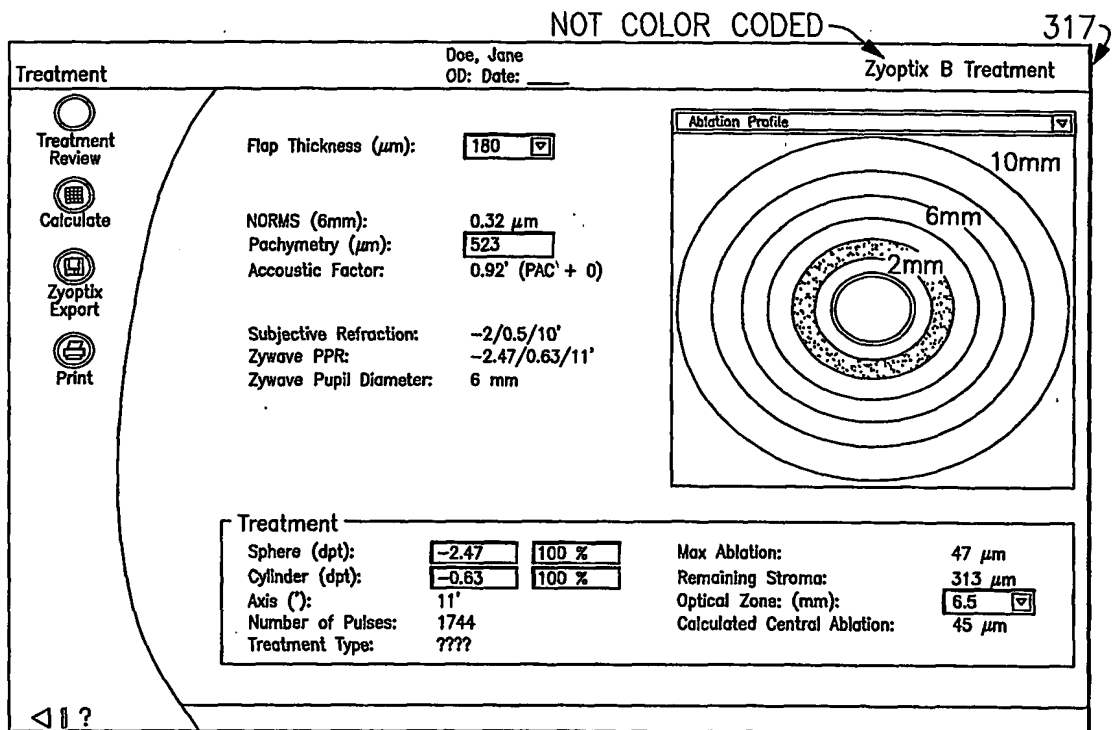 NOT COLOR CODED
317
Treatment
Doe, Jane
OD: Date: ____
Zyoptix B Treatment
Treatment
Review
Calculate
Zyoptix
Export
Print
Flap Thickness (μm): 180
NORMS (6mm): 0.32 μm
Pachymetry (μm): 523
Accoustic Factor: 0.92' (PAC' + 0)
Subjective Refraction: -2/0.5/10'
Zywave PPR: -2.47/0.63/11'
Zywave Pupil Diameter: 6 mm
Ablation Profile
10mm
6mm
2mm
Treatment
Sphere (dpt): -2.47 100 %
Cylinder (dpt): -0.63 100 %
Axis ('): 11'
Number of Pulses: 1744
Treatment Type: ????
Max Ablation: 47 μm
Remaining Stroma: 313 μm
Optical Zone: (mm): 6.5
Calculated Central Ablation: 45 μm
?